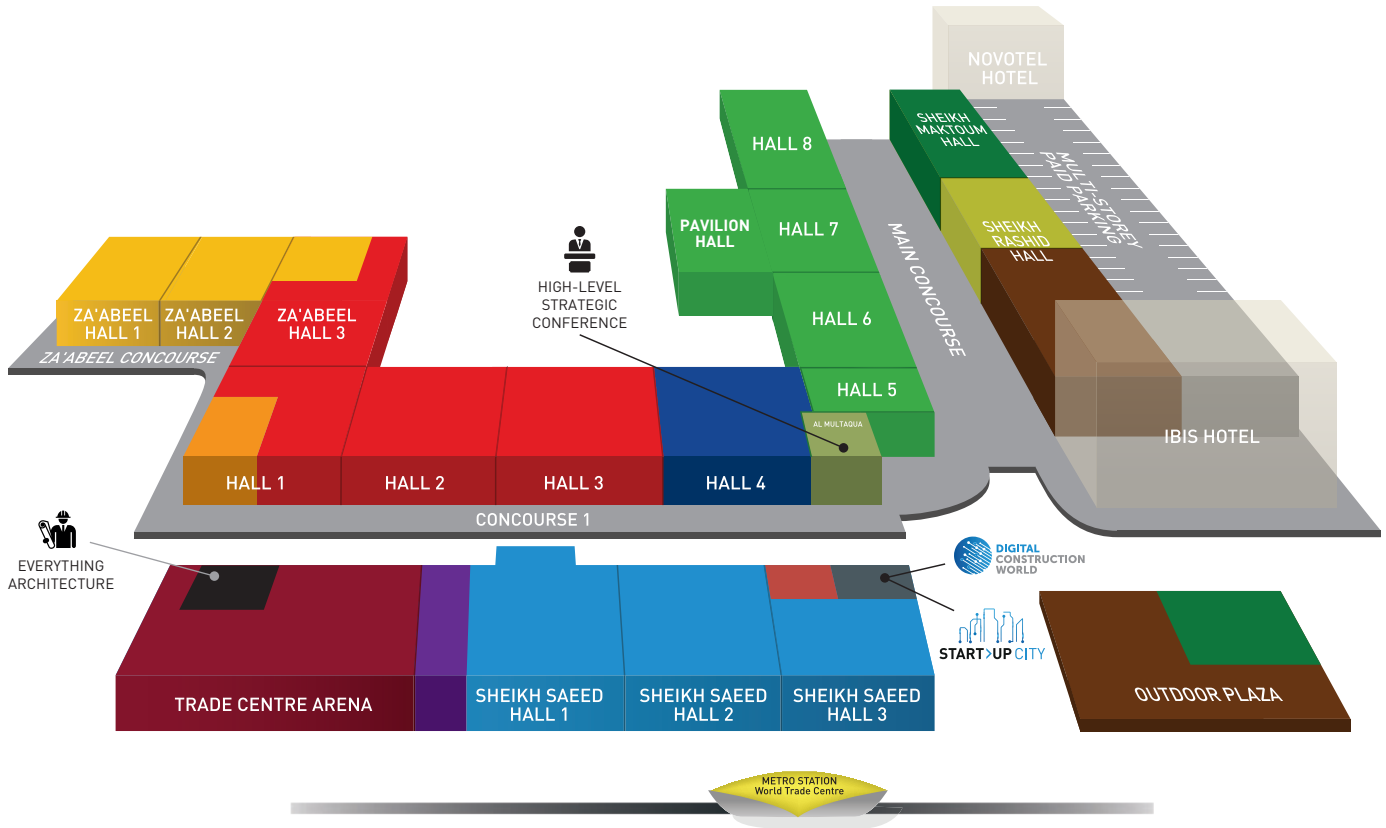 NOVOTEL
HOTEL
SHEIKH
MAKTOUM
HALL
MULTI-STOREY
PAID PARKING
HALL 8
PAVILION
HALL
HALL 7
MAIN CONCOURSE
SHEIKH
RASHID
HALL
HIGH-LEVEL
STRATEGIC
CONFERENCE
ZA'ABEEL
HALL 1
ZA'ABEEL
HALL 2
ZA'ABEEL
HALL 3
HALL 6
ZA'ABEEL CONCOURSE
HALL 5
AL MULTAQUA
IBIS HOTEL
HALL 1
HALL 2
HALL 3
HALL 4
CONCOURSE 1
EVERYTHING
ARCHITECTURE
DIGITAL
CONSTRUCTION
WORLD
START>UP CITY
TRADE CENTRE ARENA
SHEIKH SAEED
HALL 1
SHEIKH SAEED
HALL 2
SHEIKH SAEED
HALL 3
OUTDOOR PLAZA
METRO STATION
World Trade Centre